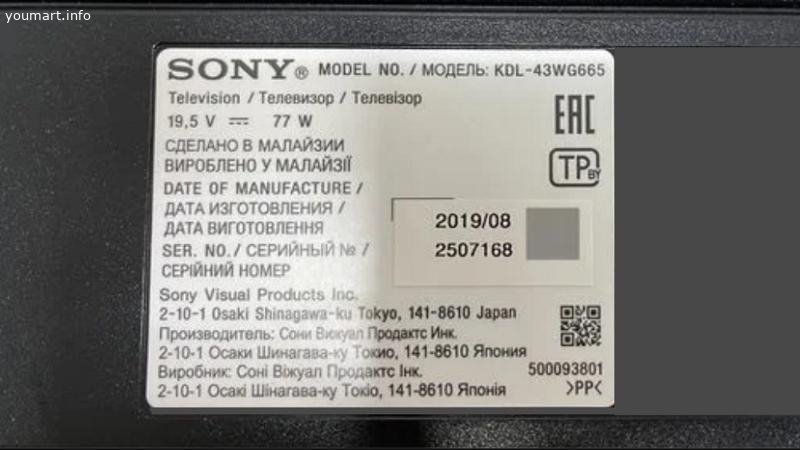 youmart.info
SONY® MODEL NO. / МОДЕЛЬ: KDL-43WG665
Television / Телевизор / Телевізор
19,5 V ⎓ 77 W
EAC
СДЕЛАНО В МАЛАЙЗИИ
ВИРОБЛЕНО У МАЛАЙЗІЇ
TP BY
DATE OF MANUFACTURE /
ДАТА ИЗГОТОВЛЕНИЯ /
ДАТА ВИГОТОВЛЕННЯ
2019/08
SER. NO. / СЕРИЙНЫЙ № /
СЕРІЙНИЙ НОМЕР
2507168
Sony Visual Products Inc.
2-10-1 Osaki Shinagawa-ku Tokyo, 141-8610 Japan
Производитель: Сони Вижуал Продактс Инк.
2-10-1 Осаки Шинагава-ку Токио, 141-8610 Япония
Виробник: Соні Віжуал Продактс Інк.
2-10-1 Осакі Шінагава-ку Токіо, 141-8610 Японія
500093801
>PP<